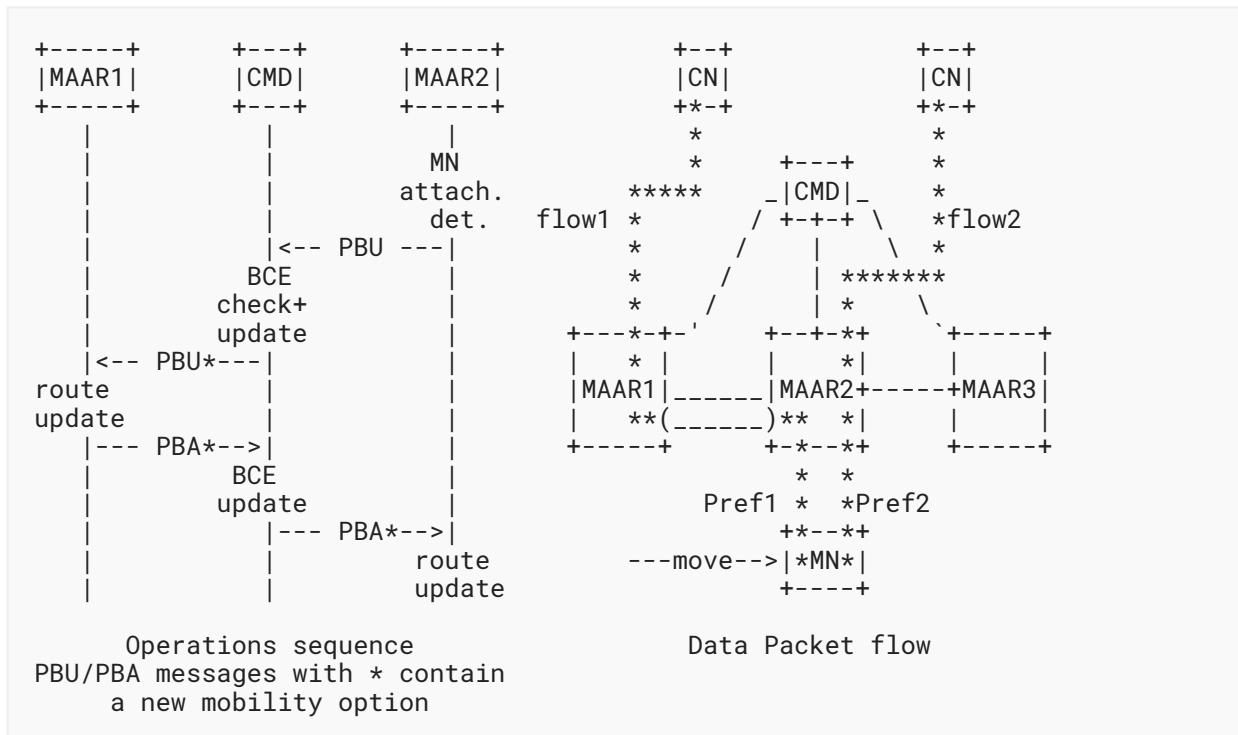 +-----+      +---+      +-----+           +--+            +--+
|MAAR1|      |CMD|      |MAAR2|           |CN|            |CN|
+-----+      +---+      +-----+           +*-+            +*-+
   |           |           |               *               *
   |           |          MN               *     +---+     *
   |           |        attach.        *****    _|CMD|_    *
   |           |          det.   flow1 *       / +-+-+ \   *flow2
   |           |<-- PBU ---|           *      /    |    \  *
   |          BCE          |           *     /     | *******
   |        check+         |           *    /      | *    \
   |        update         |       +---*-+-'     +--+-*+    `+-----+
   |<-- PBU*---|           |       |   * |      |    *|     |     |
route          |           |       |MAAR1|______|MAAR2+-----+MAAR3|
update         |           |       |   **(______)**  *|     |     |
   |--- PBA*-->|           |       +-----+      +-*--*+     +-----+
   |         BCE           |                      *  *
   |        update         |                Pref1 *  *Pref2
   |           |--- PBA*-->|                     +*--*+
   |           |         route         ---move-->|*MN*|
   |           |         update                  +----+
Operations sequence                  Data Packet flow
PBU/PBA messages with * contain
a new mobility option